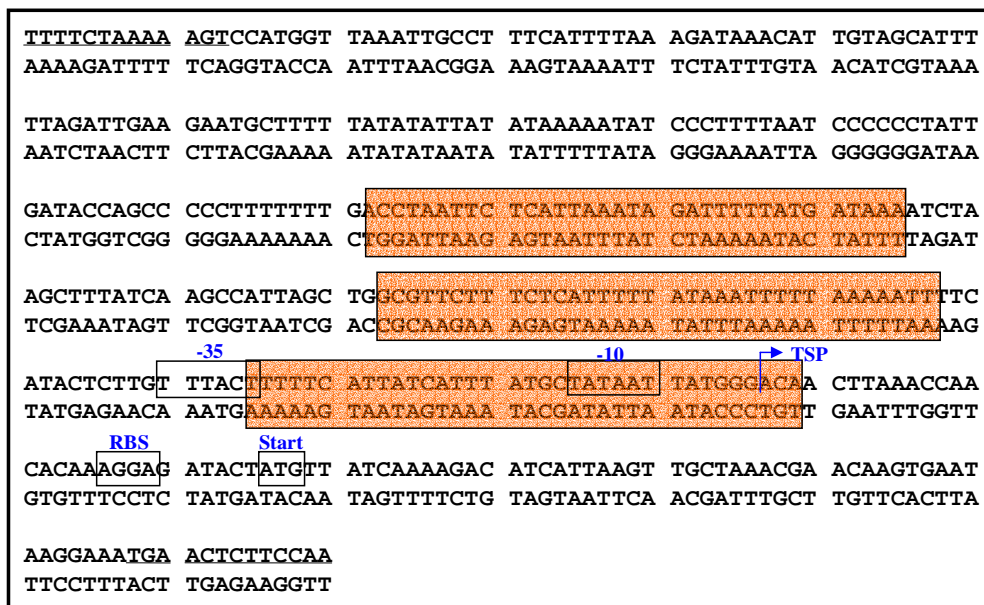 TTTTCTAAAA AGTCCATGGT TAAATTGCCT TTCATTTTAA AGATAAACAT TGTAGCATTT
AAAAGATTTT TCAGGTACCA ATTTAACGGA AAGTAAAATT TCTATTTGTA ACATCGTAAA
TTAGATTGAA GAATGCTTTT TATATATTAT ATAAAAATAT CCCTTTTAAT CCCCCCTATT
AATCTAACTT CTTACGAAAA ATATATAATA TATTTTTATA GGGAAAATTA GGGGGGATAA
GATACCAGCC CCCTTTTTTT GACCTAATTC TCATTAAATA GATTTTTATG ATAAAATCTA
CTATGGTCGG GGGAAAAAAA CTGGATTAAG AGTAATTTAT CTAAAAATAC TATTTTAGAT
AGCTTTATCA AGCCATTAGC TGGCGTTCTT TCTCATTTTT ATAAATTTTT AAAAATTTTC
TCGAAATAGT TCGGTAATCG ACCGCAAGAA AGAGTAAAAA TATTTAAAAA TTTTTAAAAG
-35 -10 TSP
ATACTCTTGT TTTACTTTTT CATTATCATTT ATGCTATAAT TATGGGACAA CTTAAACCAA
TATGAGAACA AATGAAAAAG TAATAGTAAA TACGATATTA ATACCCTGTT GAATTTGGTT
RBS Start
CACAAAGGAG ATACTATGTT ATCAAAAGAC ATCATTAAGT TGCTAAACGA ACAAGTGAAT
GTGTTTCCTC TATGATACAA TAGTTTTCTG TAGTAATTCA ACGATTTGCT TGTTCACTTA
AAGGAAATGA ACTCTTCCAA
TTCCTTTACT TGAGAAGGTT